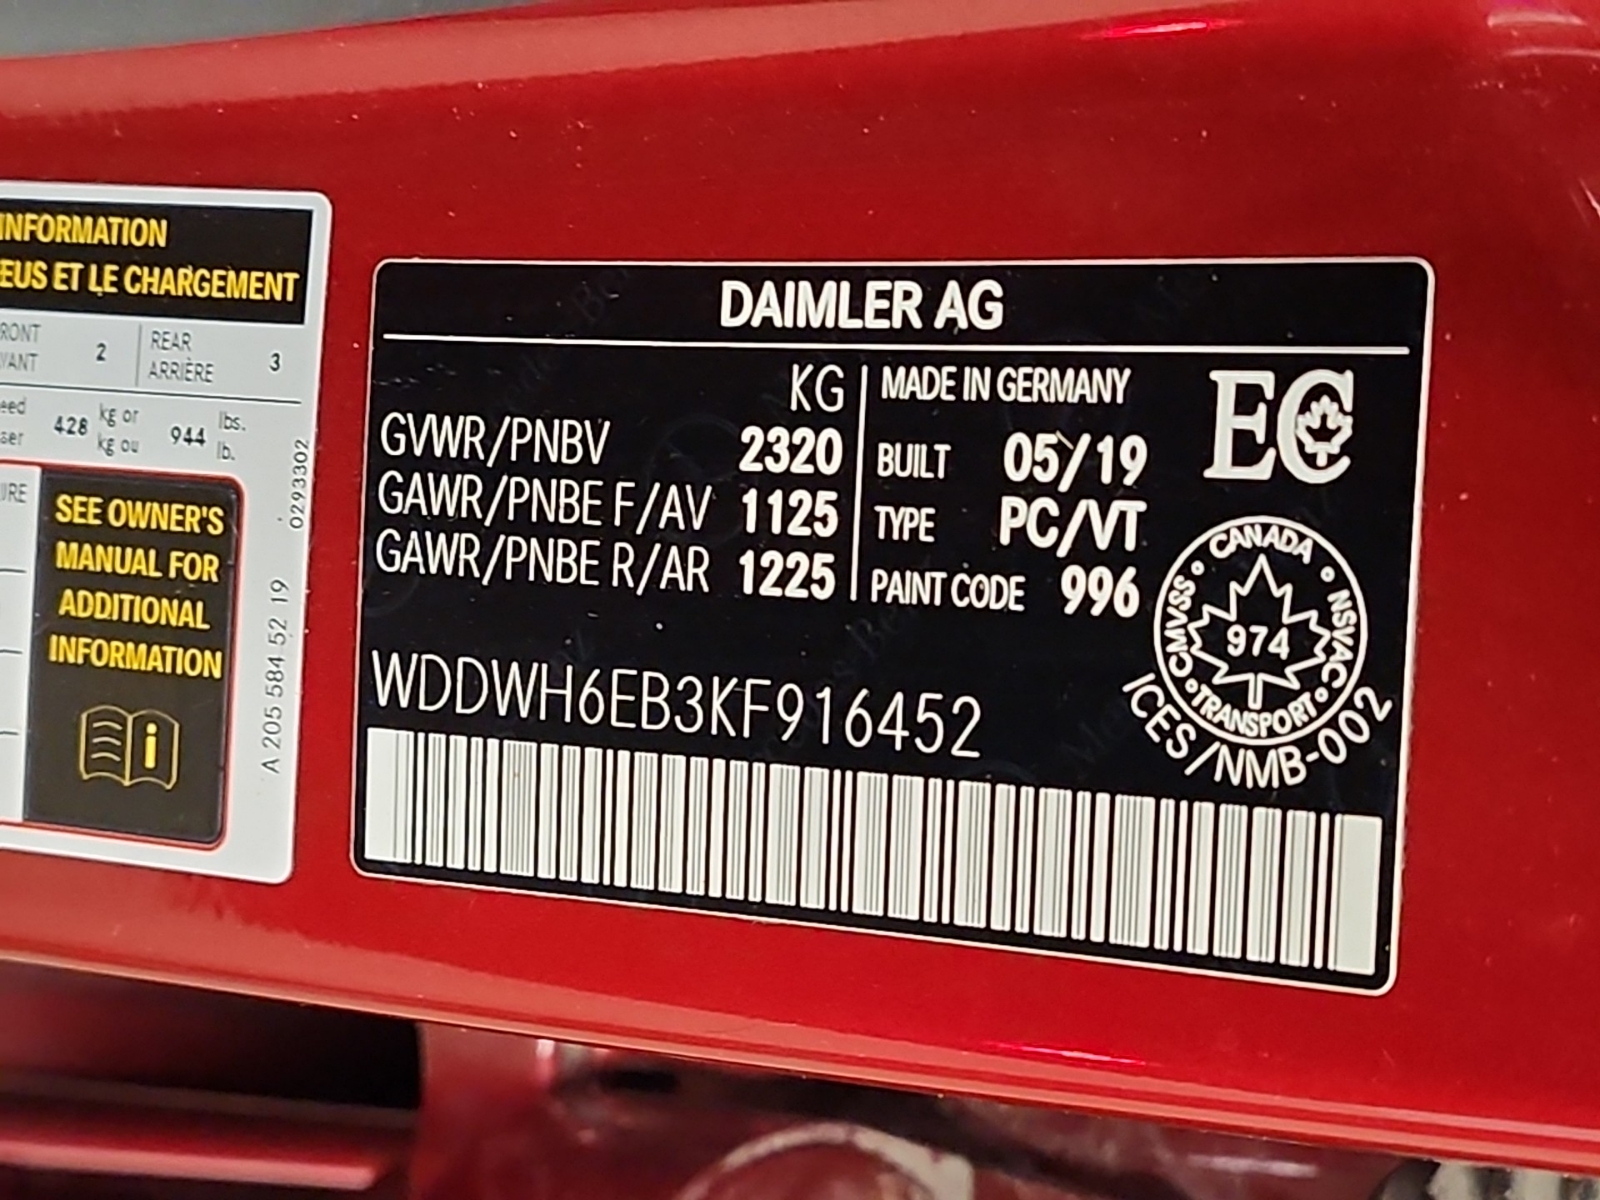 INFORMATION
EUS ET LE CHARGEMENT
RONT
VANT
2
REAR
ARRIÈRE
3
eed
ser
428
kg or
kg ou
944
lbs.
lb.
IRE
SEE OWNER'S
MANUAL FOR
ADDITIONAL
INFORMATION
i
A 205 584 52 19
0293302
DAIMLER AG
KG
GVWR/PNBV 2320
GAWR/PNBE F/AV 1125
GAWR/PNBE R/AR 1225
MADE IN GERMANY
BUILT 05/19
TYPE PC/VT
PAINT CODE 996
EC
CANADA
CMVSS · NSVAC
974
TRANSPORT
ICES/NMB-002
WDDWH6EB3KF916452